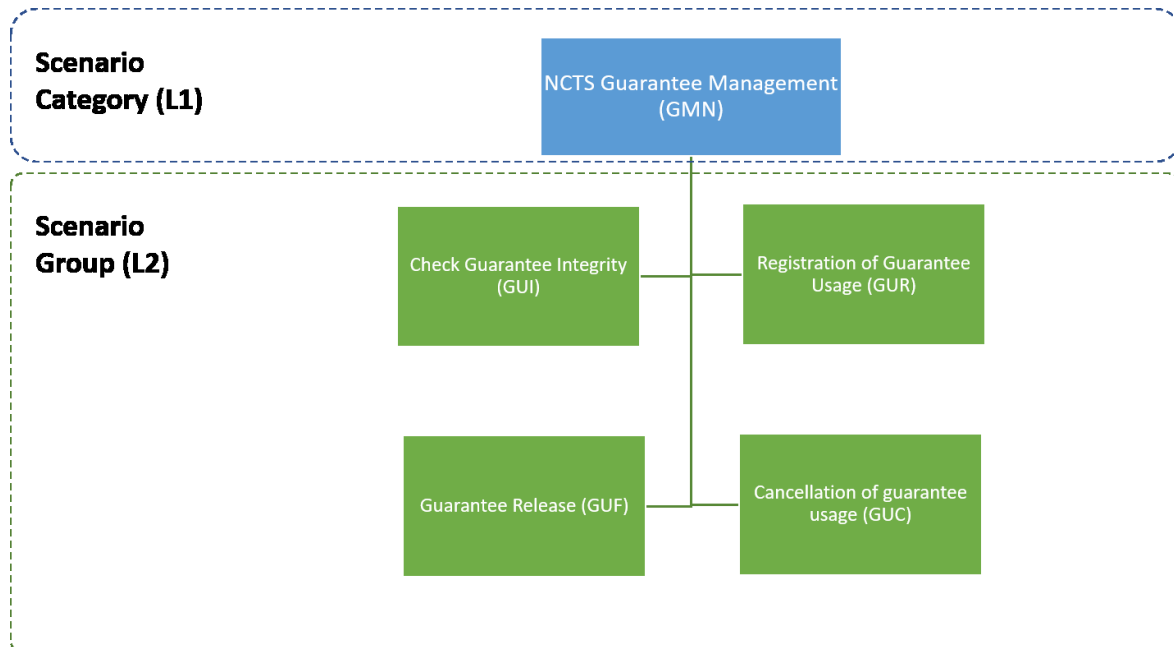 Scenario
Category (L1)
NCTS Guarantee Management
(GMN)
Scenario
Group (L2)
Check Guarantee Integrity
(GUI)
Registration of Guarantee
Usage (GUR)
Guarantee Release (GUF)
Cancellation of guarantee
usage (GUC)